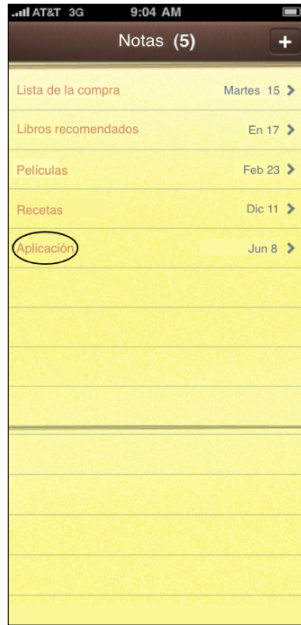 AT&T 3G 9:04 AM
Notas (5)
+
Lista de la compra Martes 15
Libros recomendados En 17
Películas Feb 23
Recetas Dic 11
Aplicación Jun 8